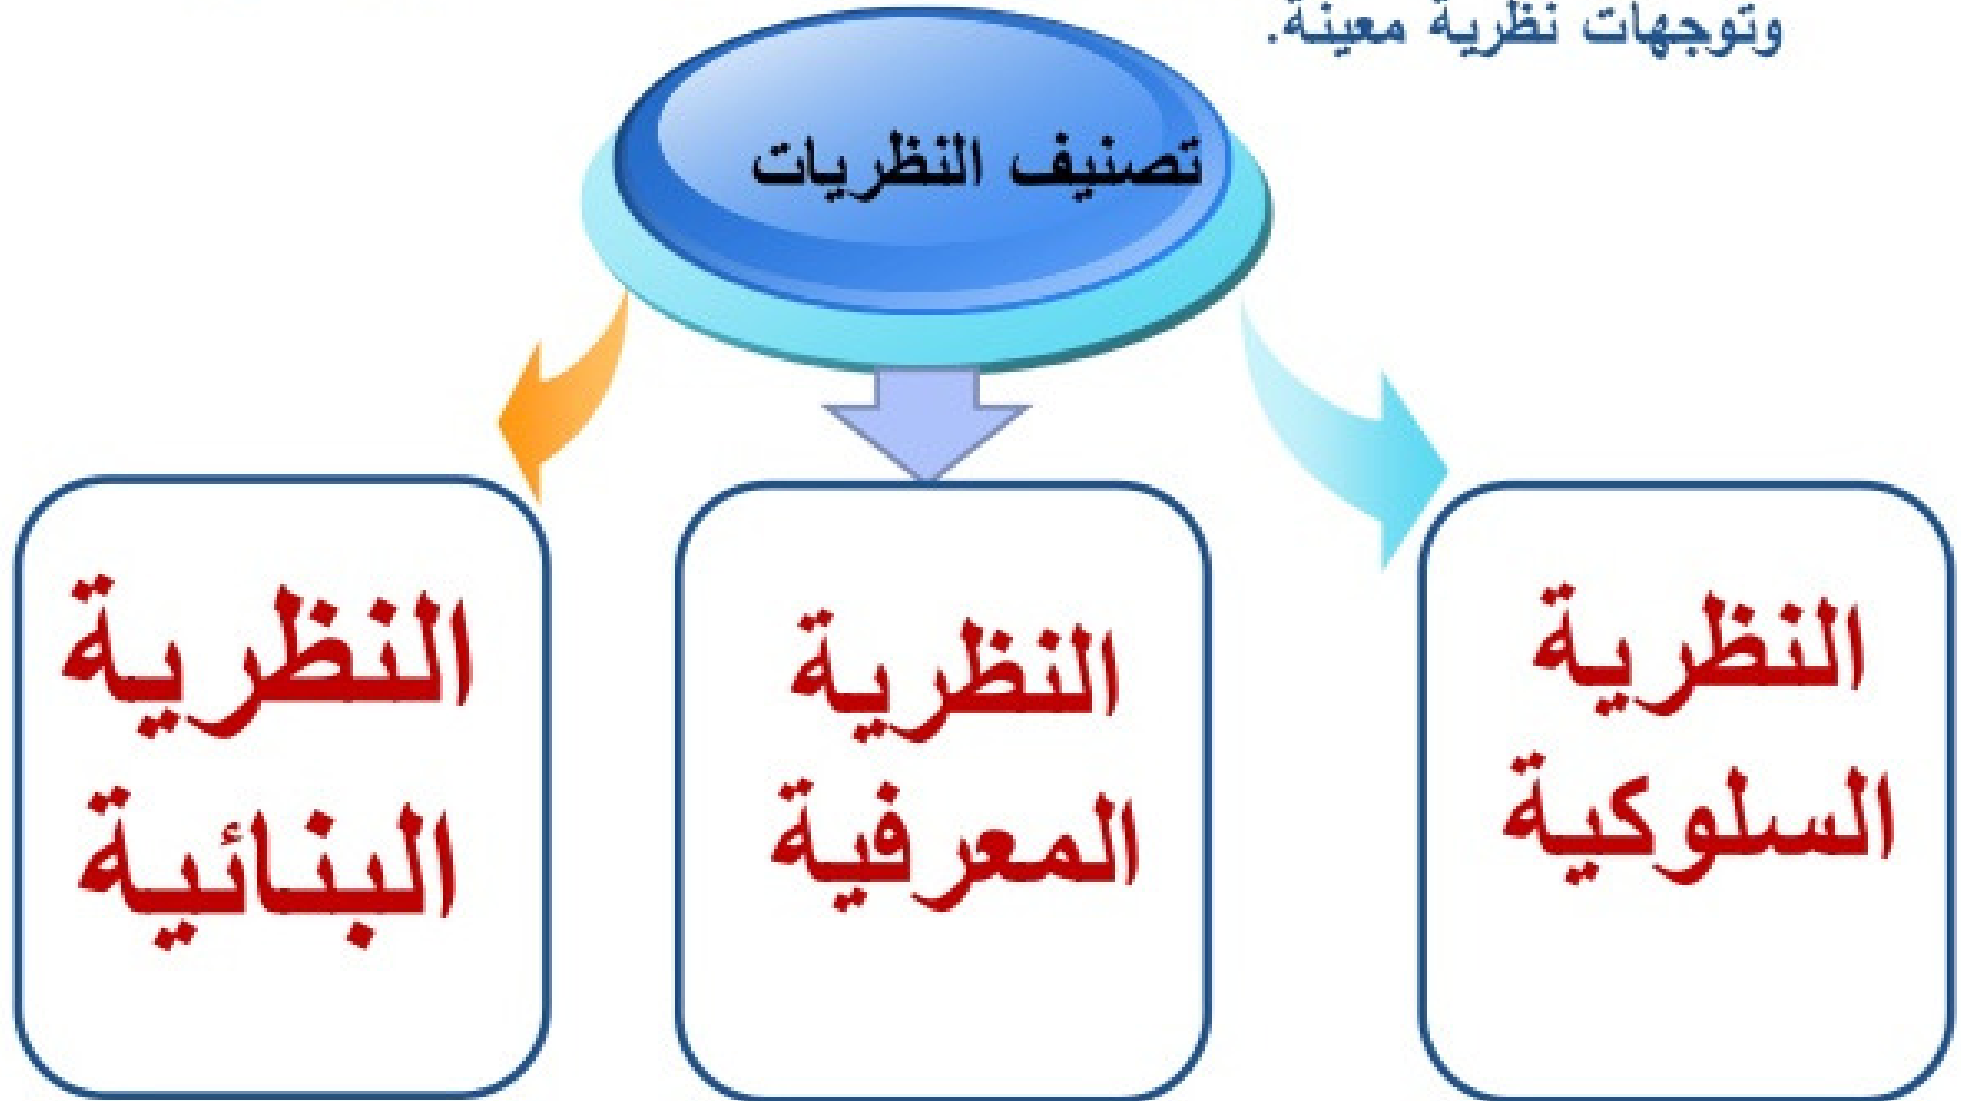 وتوجهات نظرية معينة.
تصنيف النظريات
النظرية
السلوكية
النظرية
المعرفية
النظرية
البنائية